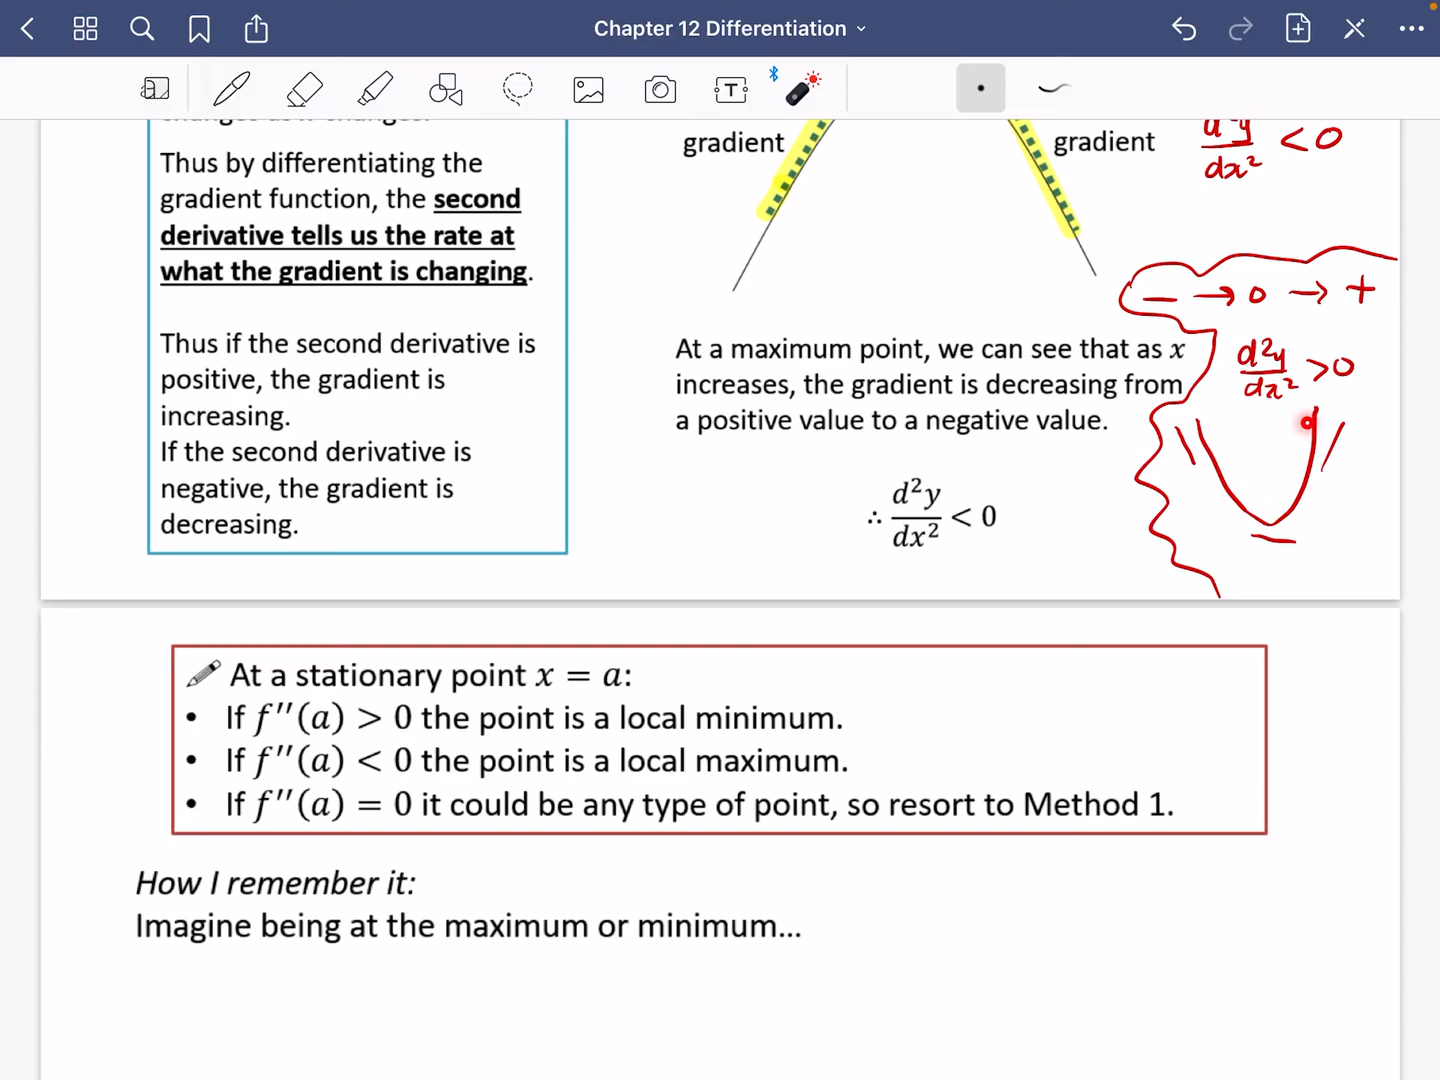 Chapter 12 Differentiation
T
Thus by differentiating the
gradient function, the second
derivative tells us the rate at
what the gradient is changing.
Thus if the second derivative is
positive, the gradient is
increasing.
If the second derivative is
negative, the gradient is
decreasing.
gradient
gradient
d²y/dx² < 0
— → 0 → +
d²y/dx² > 0
At a maximum point, we can see that as x
increases, the gradient is decreasing from
a positive value to a negative value.
∴ d²y/dx² < 0
At a stationary point x = a:
• If f′′(a) > 0 the point is a local minimum.
• If f′′(a) < 0 the point is a local maximum.
• If f′′(a) = 0 it could be any type of point, so resort to Method 1.
How I remember it:
Imagine being at the maximum or minimum...